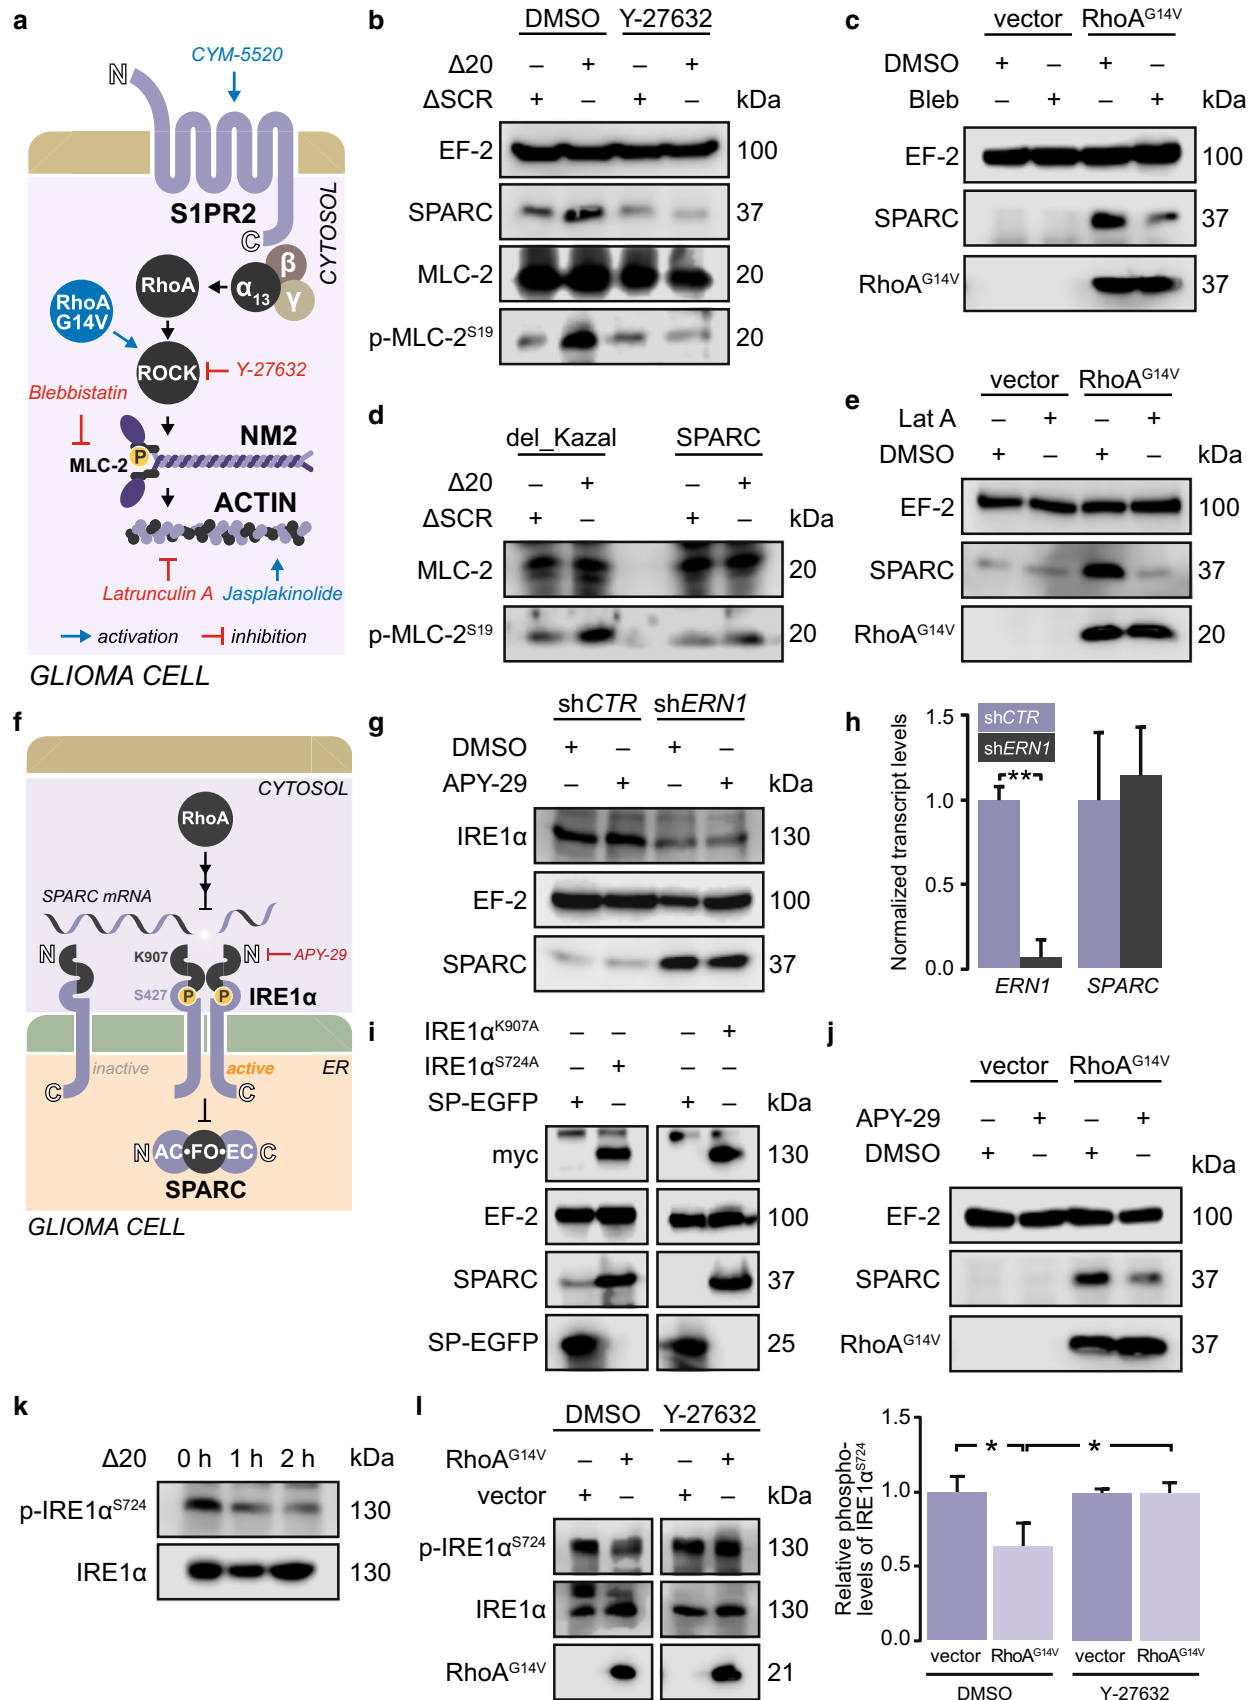 a
CYM-5520
N
S1PR2
C
CYTOSOL
β
RhoA
α13
γ
RhoA
G14V
ROCK
Y-27632
Blebbistatin
NM2
MLC-2
P
ACTIN
Latrunculin A
Jasplakinolide
activation
inhibition
GLIOMA CELL
b
DMSO Y-27632
Δ20 – + – +
ΔSCR + – + – kDa
EF-2 100
SPARC 37
MLC-2 20
p-MLC-2S19 20
c
vector RhoAG14V
DMSO + – + –
Bleb – + – + kDa
EF-2 100
SPARC 37
RhoAG14V 37
d
del_Kazal SPARC
Δ20 – + – +
ΔSCR + – + – kDa
MLC-2 20
p-MLC-2S19 20
e
vector RhoAG14V
Lat A – + – +
DMSO + – + – kDa
EF-2 100
SPARC 37
RhoAG14V 20
f
CYTOSOL
RhoA
SPARC mRNA
N
K907
N
APY-29
S427
P
P
IRE1α
inactive
active
ER
C
C
N AC•FO•EC C
SPARC
GLIOMA CELL
g
shCTR shERN1
DMSO + – + –
APY-29 – + – + kDa
IRE1α 130
EF-2 100
SPARC 37
h
Normalized transcript levels
1.5
1.0
0.5
0.0
shCTR
shERN1
**
ERN1 SPARC
i
IRE1αK907A – – – +
IRE1αS724A – + – –
SP-EGFP + – + – kDa
myc 130
EF-2 100
SPARC 37
SP-EGFP 25
j
vector RhoAG14V
APY-29 – + – +
DMSO + – + –
kDa
EF-2 100
SPARC 37
RhoAG14V 37
k
Δ20 0 h 1 h 2 h kDa
p-IRE1αS724 130
IRE1α 130
l
DMSO Y-27632
RhoAG14V – + – +
vector + – + – kDa
p-IRE1αS724 130
IRE1α 130
RhoAG14V 21
Relative phospho-
levels of IRE1αS724
1.5
1.0
0.5
0.0
* *
vector RhoAG14V vector RhoAG14V
DMSO Y-27632